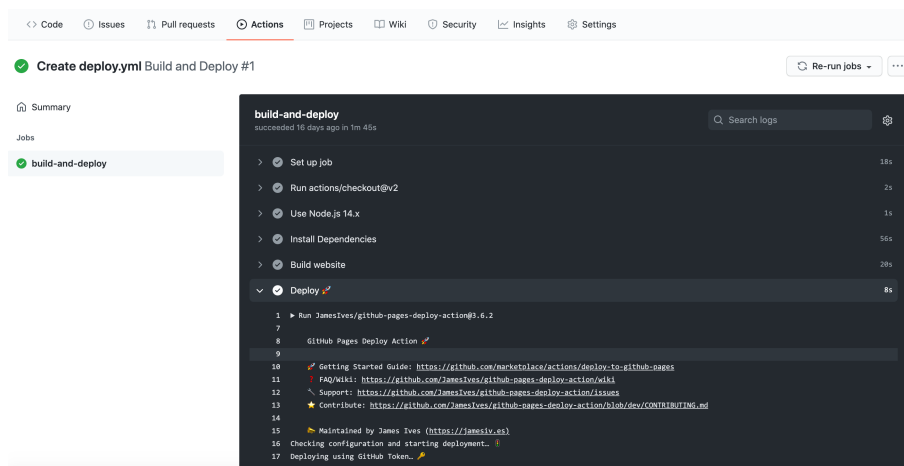 Code Issues Pull requests Actions Projects Wiki Security Insights Settings
Create deploy.yml Build and Deploy #1
Re-run jobs
Summary
Jobs
build-and-deploy
build-and-deploy
succeeded 16 days ago in 1m 45s
Search logs
Set up job 18s
Run actions/checkout@v2 2s
Use Node.js 14.x 1s
Install Dependencies 56s
Build website 20s
Deploy 🚀 8s
1 ▶ Run JamesIves/github-pages-deploy-action@3.6.2
7
8 GitHub Pages Deploy Action 🚀
9
10 🚀 Getting Started Guide: https://github.com/marketplace/actions/deploy-to-github-pages
11 ❓ FAQ/Wiki: https://github.com/JamesIves/github-pages-deploy-action/wiki
12 🔧 Support: https://github.com/JamesIves/github-pages-deploy-action/issues
13 ⭐ Contribute: https://github.com/JamesIves/github-pages-deploy-action/blob/dev/CONTRIBUTING.md
14
15 📣 Maintained by James Ives (https://jamesiv.es)
16 Checking configuration and starting deployment… 🚦
17 Deploying using GitHub Token… 🔑